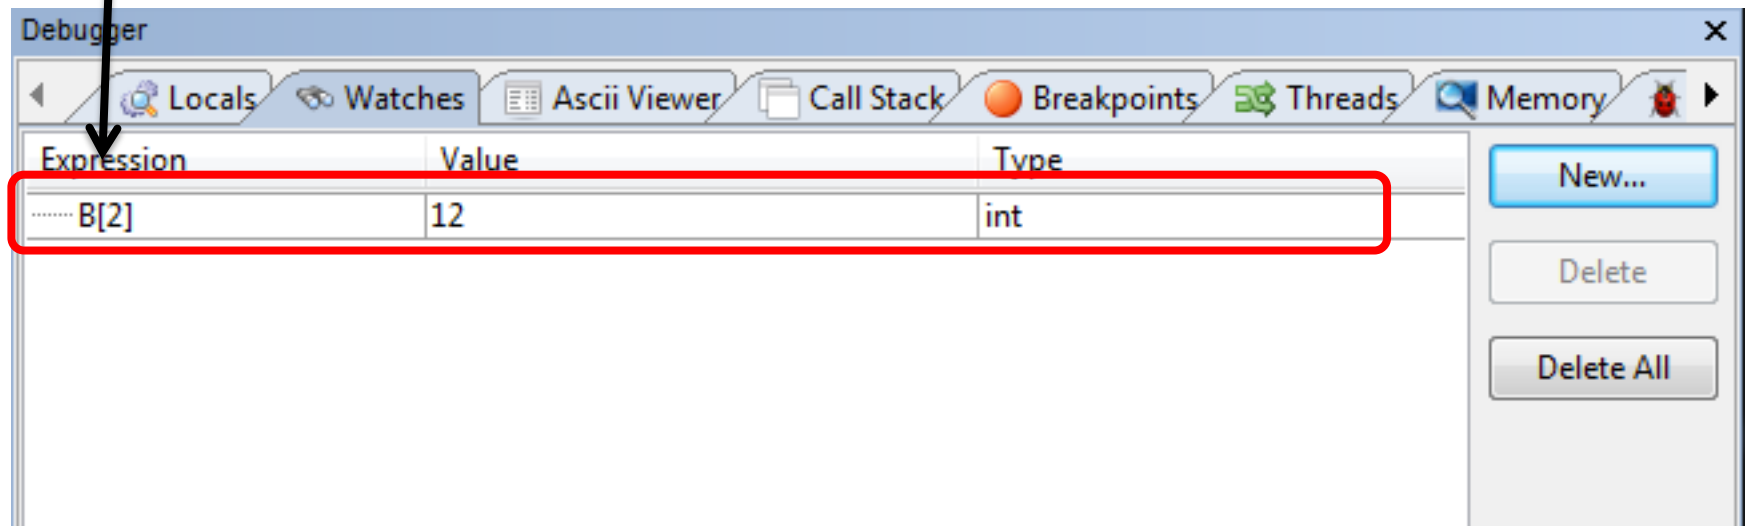 Debugger
Locals Watches Ascii Viewer Call Stack Breakpoints Threads Memory
Expression Value Type New...
B[2] 12 int
Delete
Delete All